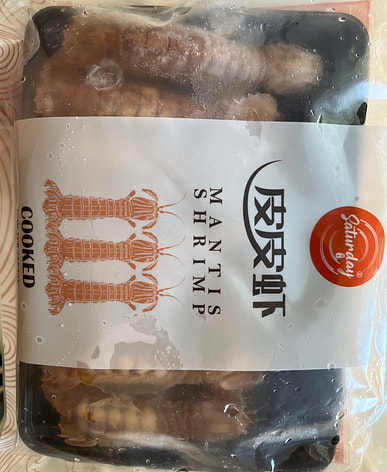 Saturday
®
皮皮虾
MANTIS
SHRIMP
COOKED